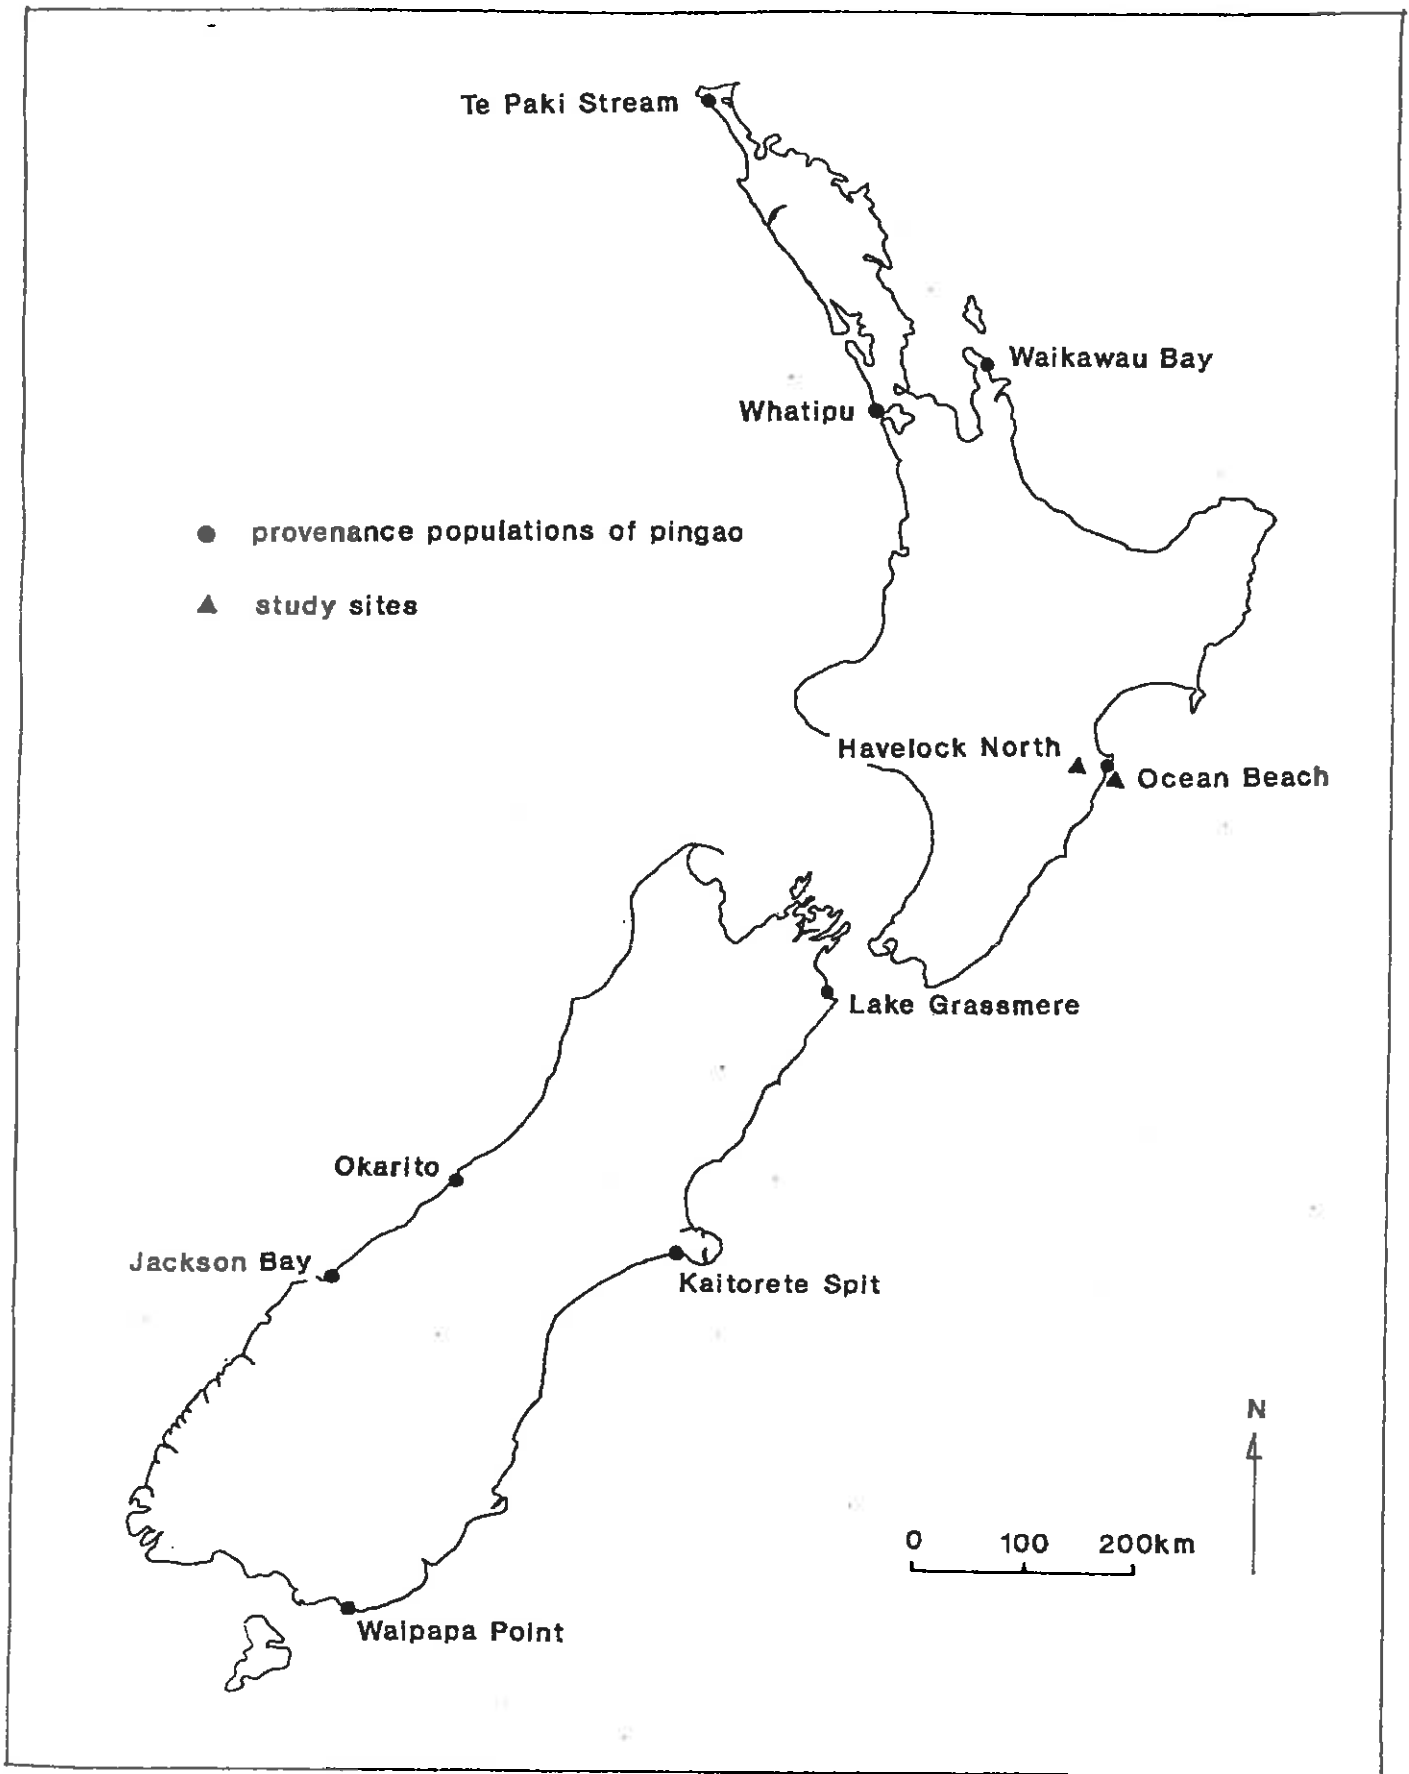 Te Paki Stream
Waikawau Bay
Whatipu
provenance populations of pingao
study sites
Havelock North
Ocean Beach
Lake Grassmere
Okarito
Jackson Bay
Kaitorete Spit
N
0 100 200km
Waipapa Point